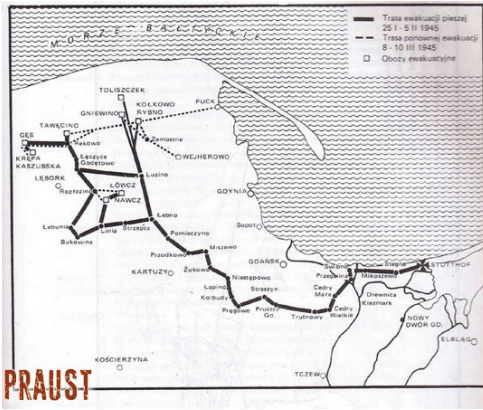 MORZE BAŁTYCKIE
Trasa ewakuacji pieszej
25 I - 5 II 1945
Trasa ponownej ewakuacji
8 - 10 III 1945
Obozy ewakuacyjne
TOLISZCZEK
KOŁKOWO
RYBNO
PUCK
GNIEWINO
TAWĘCINO
Zamostne
GĘŚ
Rekowo
WEJHEROWO
KRĘPA
KASZUBSKA
Łęczyce
Godętowo
Luzino
LĘBORK
ŁÓWCZ
Rozłazino
NAWCZ
GDYNIA
Łebno
Łebunia
Linia
Strzepcz
Pomieczyno
Sopot
Bukowina
Miszewo
Przodkowo
GDAŃSK
Świbno
Stegna
STUTTHOF
KARTUZY
Żukowo
Przegalina
Mikoszewo
Niestępowo
Łapino
Straszyn
Cedry
Małe
Drewnica
Kiezmark
Kolbudy
Pruszcz
Gd.
Cedry
Wielkie
NOWY
DWÓR GD.
Pręgowo
Trutnowy
ELBLĄG
KOŚCIERZYNA
TCZEW
PRAUST